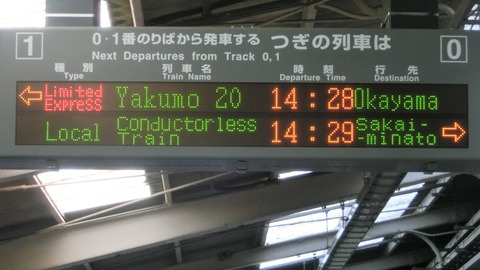 1
0・1番のりばから発車する つぎの列車は
0
Next Departures from Track 0,1
種別 列車名 時刻 行先
Type Train Name Departure Time Destination
←Limited Express Yakumo 20 14:28 Okayama
Local Conductorless Train 14:29 Sakai--minato→